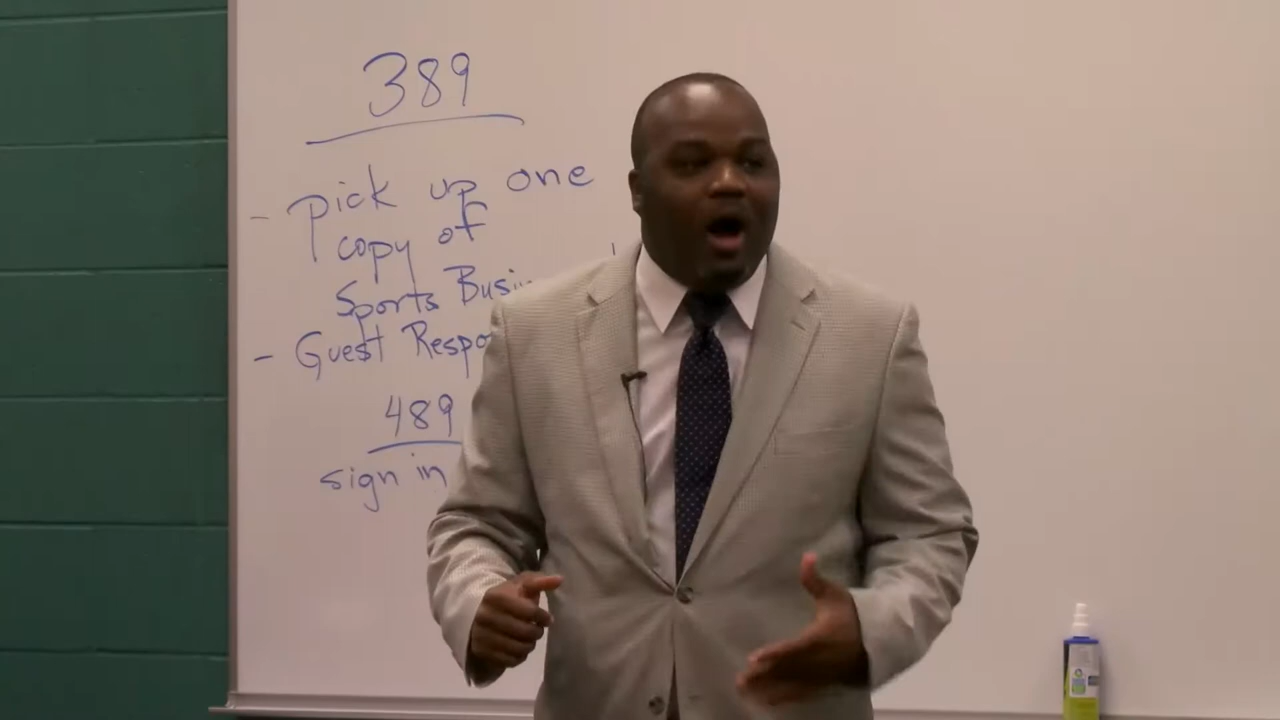 389
- pick up one
copy of
Sports Busi
- Guest Respo
489
sign in